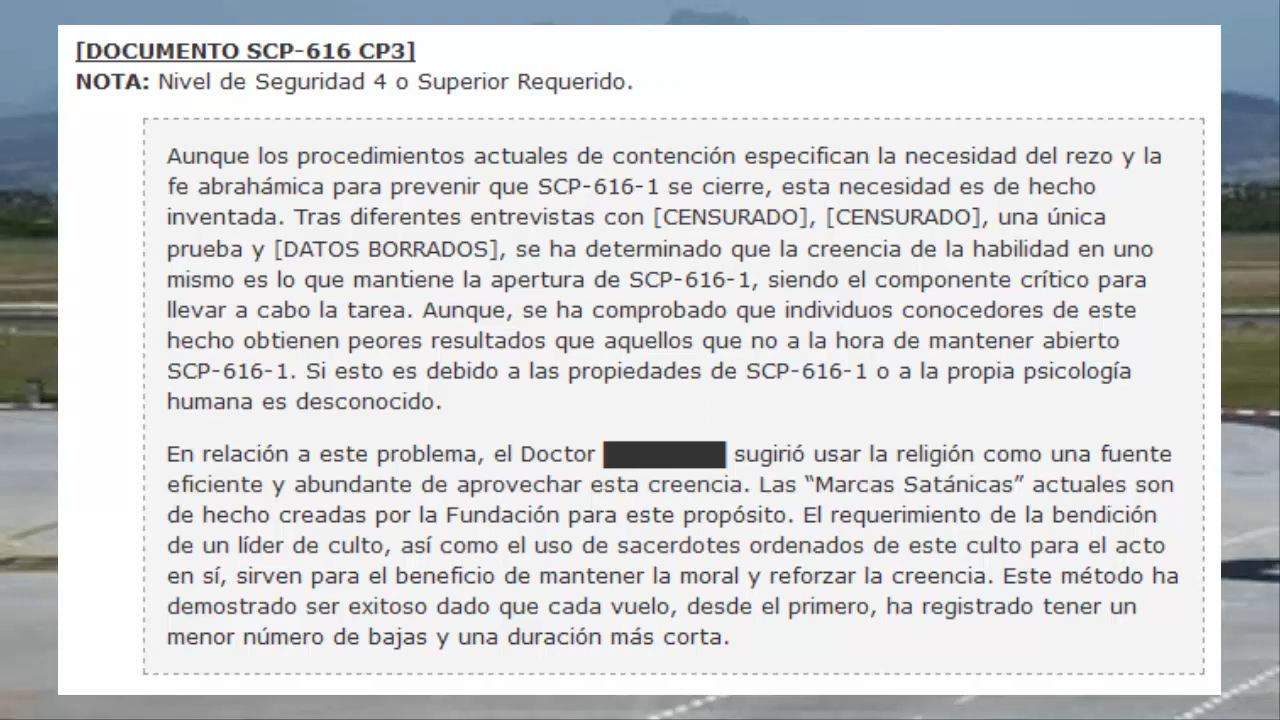 [DOCUMENTO SCP-616 CP3]
NOTA: Nivel de Seguridad 4 o Superior Requerido.
Aunque los procedimientos actuales de contención especifican la necesidad del rezo y la
fe abrahámica para prevenir que SCP-616-1 se cierre, esta necesidad es de hecho
inventada. Tras diferentes entrevistas con [CENSURADO], [CENSURADO], una única
prueba y [DATOS BORRADOS], se ha determinado que la creencia de la habilidad en uno
mismo es lo que mantiene la apertura de SCP-616-1, siendo el componente crítico para
llevar a cabo la tarea. Aunque, se ha comprobado que individuos conocedores de este
hecho obtienen peores resultados que aquellos que no a la hora de mantener abierto
SCP-616-1. Si esto es debido a las propiedades de SCP-616-1 o a la propia psicología
humana es desconocido.
En relación a este problema, el Doctor sugirió usar la religión como una fuente
eficiente y abundante de aprovechar esta creencia. Las “Marcas Satánicas” actuales son
de hecho creadas por la Fundación para este propósito. El requerimiento de la bendición
de un líder de culto, así como el uso de sacerdotes ordenados de este culto para el acto
en sí, sirven para el beneficio de mantener la moral y reforzar la creencia. Este método ha
demostrado ser exitoso dado que cada vuelo, desde el primero, ha registrado tener un
menor número de bajas y una duración más corta.